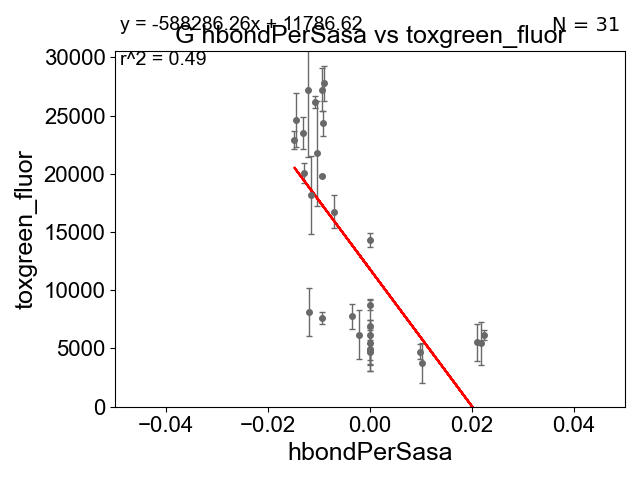 y = -588286.26x + 11786.62
N = 31
G hbondPerSasa vs toxgreen_fluor
r^2 = 0.49
30000
25000
20000
15000
10000
5000
0
toxgreen_fluor
−0.04 −0.02 0.00 0.02 0.04
hbondPerSasa